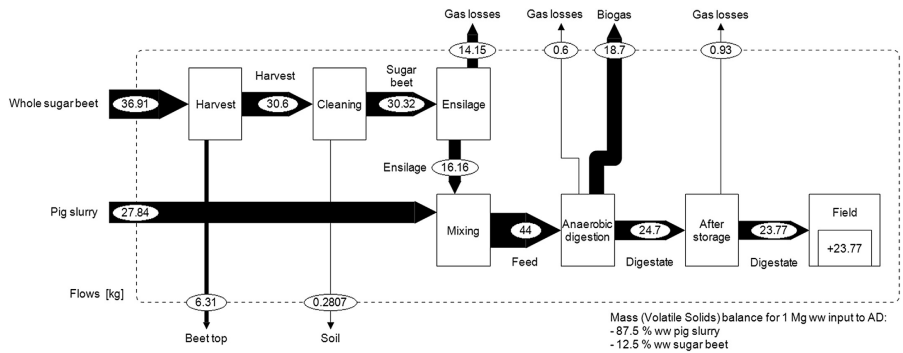 Gas losses
Gas losses
Biogas
Gas losses
14.15
0.6
18.7
0.93
Harvest
Sugar
beet
Whole sugar beet
36.91
Harvest
30.6
Cleaning
30.32
Ensilage
Ensilage
16.16
Pig slurry
27.84
Mixing
44
Feed
Anaerobic
digestion
24.7
Digestate
After
storage
23.77
Digestate
Field
+23.77
Flows [kg]
6.31
0.2807
Beet top
Soil
Mass (Volatile Solids) balance for 1 Mg ww input to AD:
- 87.5 % ww pig slurry
- 12.5 % ww sugar beet